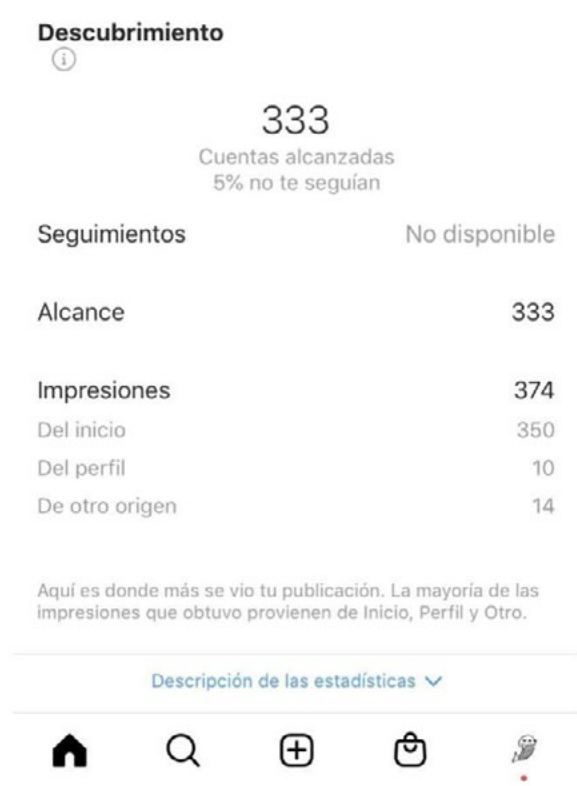 Descubrimiento
333
Cuentas alcanzadas
5% no te seguían
Seguimientos No disponible
Alcance 333
Impresiones 374
Del inicio 350
Del perfil 10
De otro origen 14
Aquí es donde más se vio tu publicación. La mayoría de las
impresiones que obtuvo provienen de Inicio, Perfil y Otro.
Descripción de las estadísticas